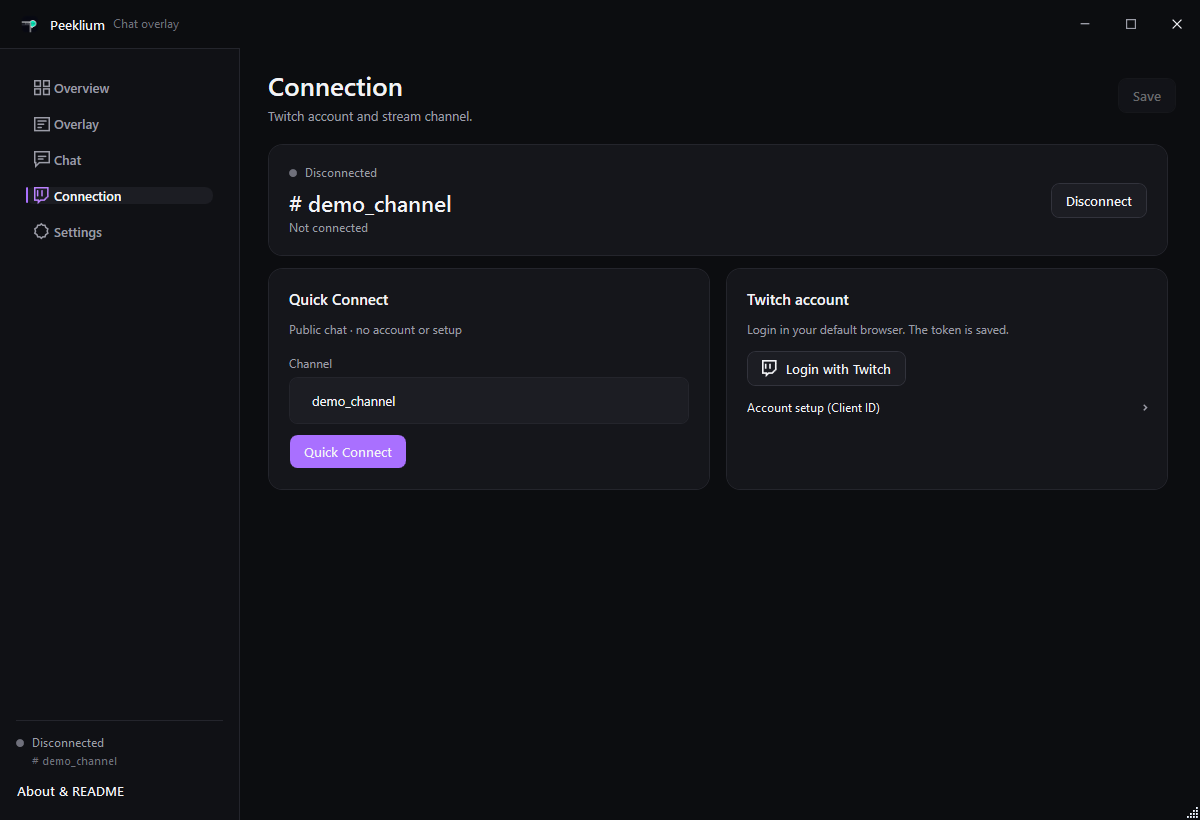 Peeklium Chat overlay
Overview
Overlay
Chat
Connection
Settings
Disconnected
# demo_channel
About & README
Connection
Twitch account and stream channel.
Save
Disconnected
# demo_channel
Not connected
Disconnect
Quick Connect
Public chat · no account or setup
Channel
demo_channel
Quick Connect
Twitch account
Login in your default browser. The token is saved.
Login with Twitch
Account setup (Client ID)